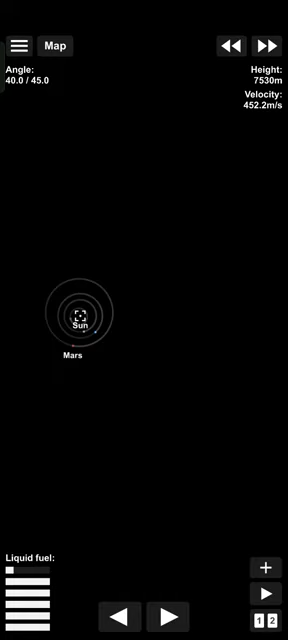 Map
Angle:
40.0 / 45.0
Height:
7530m
Velocity:
452.2m/s
Sun
Mars
Liquid fuel:
1 2